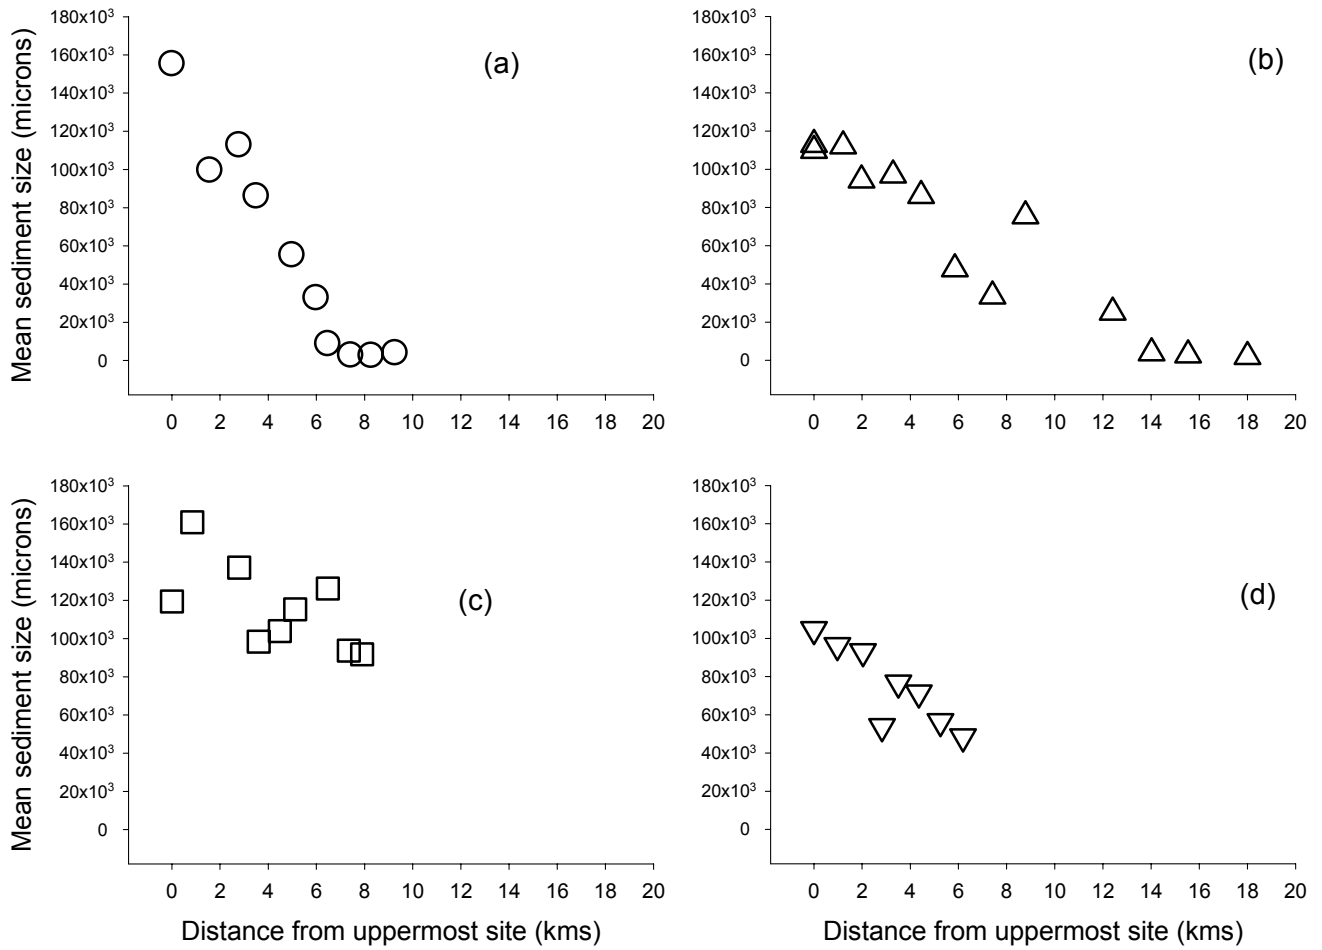 Mean sediment size (microns)
180x10³
160x10³
140x10³
120x10³
100x10³
80x10³
60x10³
40x10³
20x10³
0
(a)
0 2 4 6 8 10 12 14 16 18 20
180x10³
160x10³
140x10³
120x10³
100x10³
80x10³
60x10³
40x10³
20x10³
0
(b)
0 2 4 6 8 10 12 14 16 18 20
Mean sediment size (microns)
180x10³
160x10³
140x10³
120x10³
100x10³
80x10³
60x10³
40x10³
20x10³
0
(c)
0 2 4 6 8 10 12 14 16 18 20
Distance from uppermost site (kms)
180x10³
160x10³
140x10³
120x10³
100x10³
80x10³
60x10³
40x10³
20x10³
0
(d)
0 2 4 6 8 10 12 14 16 18 20
Distance from uppermost site (kms)